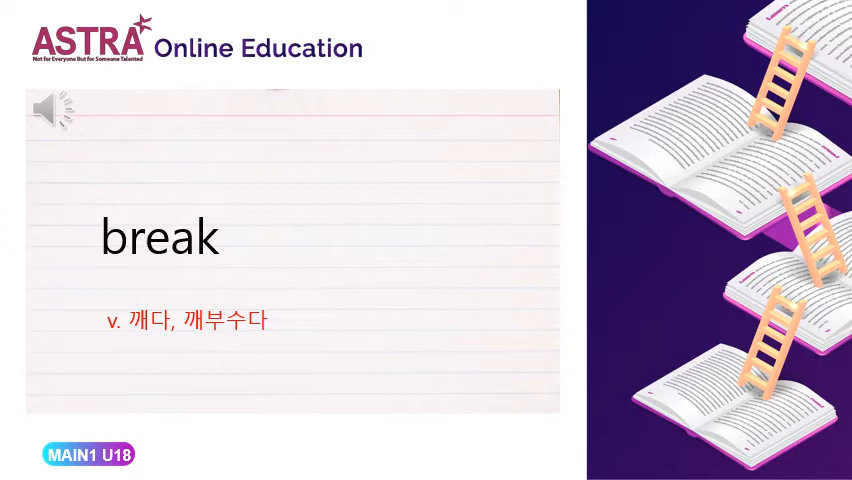 ASTRA Online Education
Not for Everyone But for Someone Talented
break
v. 깨다, 깨부수다
MAIN1 U18